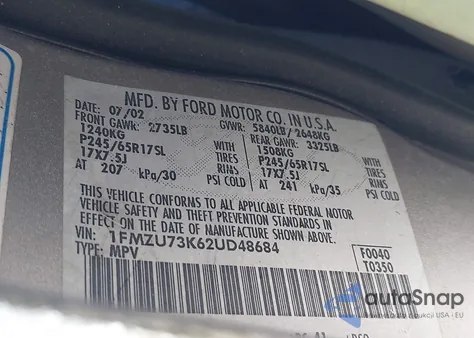 MFD. BY FORD MOTOR CO. IN U.S.A.
DATE: 07/02 GVWR: 5840LB/2648KG
FRONT GAWR: 2735LB REAR GAWR: 3325LB
1240KG WITH 1508KG WITH
P245/65R17SL TIRES P245/65R17SL TIRES
17X7.5J RIMS 17X7.5J RIMS
AT 207 kPa/30 PSI COLD AT 241 kPa/35 PSI COLD
THIS VEHICLE CONFORMS TO ALL APPLICABLE FEDERAL MOTOR
VEHICLE SAFETY AND THEFT PREVENTION STANDARDS IN
EFFECT ON THE DATE OF MANUFACTURE SHOWN ABOVE.
VIN: 1FMZU73K62UD48684 F0040
TYPE: MPV T0350
autoSnap